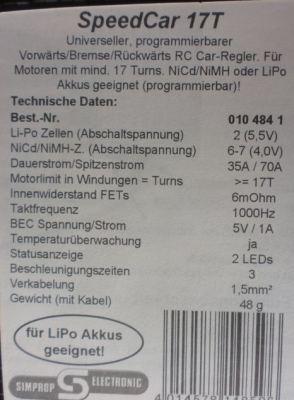 SpeedCar 17T
Universeller, programmierbarer
Vorwärts/Bremse/Rückwärts RC Car-Regler. Für
Motoren mit mind. 17 Turns. NiCd/NiMH oder LiPo
Akkus geeignet (programmierbar)!
Technische Daten:
Best.-Nr. 010 484 1
Li-Po Zellen (Abschaltspannung) 2 (5,5V)
NiCd/NiMH-Z. (Abschaltspannung) 6-7 (4,0V)
Dauerstrom/Spitzenstrom 35A / 70A
Motorlimit in Windungen = Turns >= 17T
Innenwiderstand FETs 6mOhm
Taktfrequenz 1000Hz
BEC Spannung/Strom 5V / 1A
Temperaturüberwachung ja
Statusanzeige 2 LEDs
Beschleunigungszeiten 3
Verkabelung 1,5mm²
Gewicht (mit Kabel) 48 g
für LiPo Akkus
geeignet!
SIMPROP S ELECTRONIC